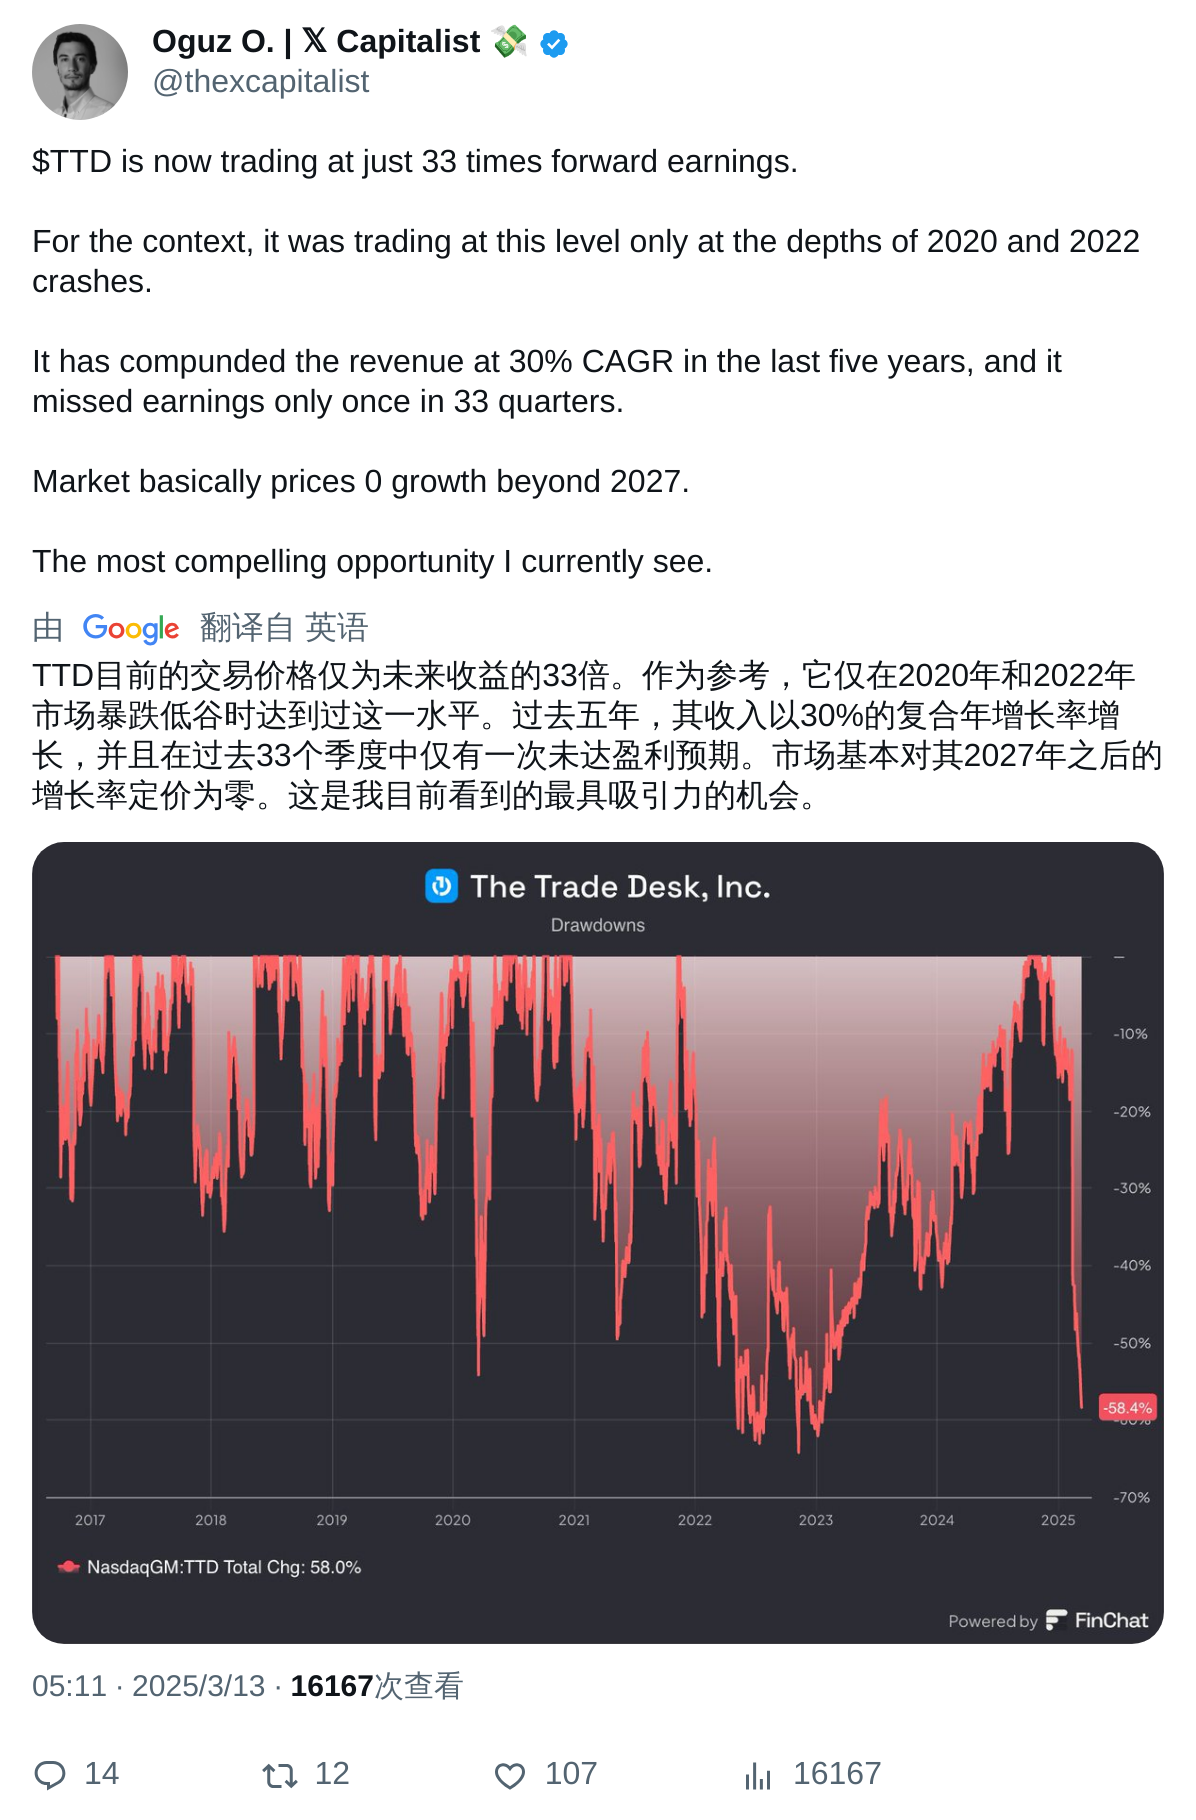 Oguz O. | 𝕏 Capitalist 💸
@thexcapitalist
$TTD is now trading at just 33 times forward earnings.
For the context, it was trading at this level only at the depths of 2020 and 2022
crashes.
It has compunded the revenue at 30% CAGR in the last five years, and it
missed earnings only once in 33 quarters.
Market basically prices 0 growth beyond 2027.
The most compelling opportunity I currently see.
由 Google 翻译自 英语
TTD目前的交易价格仅为未来收益的33倍。作为参考，它仅在2020年和2022年
市场暴跌低谷时达到过这一水平。过去五年，其收入以30%的复合年增长率增
长，并且在过去33个季度中仅有一次未达盈利预期。市场基本对其2027年之后的
增长率定价为零。这是我目前看到的最具吸引力的机会。
The Trade Desk, Inc.
Drawdowns
–
-10%
-20%
-30%
-40%
-50%
-58.4%
-60%
-70%
2017 2018 2019 2020 2021 2022 2023 2024 2025
NasdaqGM:TTD Total Chg: 58.0%
Powered by FinChat
05:11 · 2025/3/13 · 16167次查看
14 12 107 16167